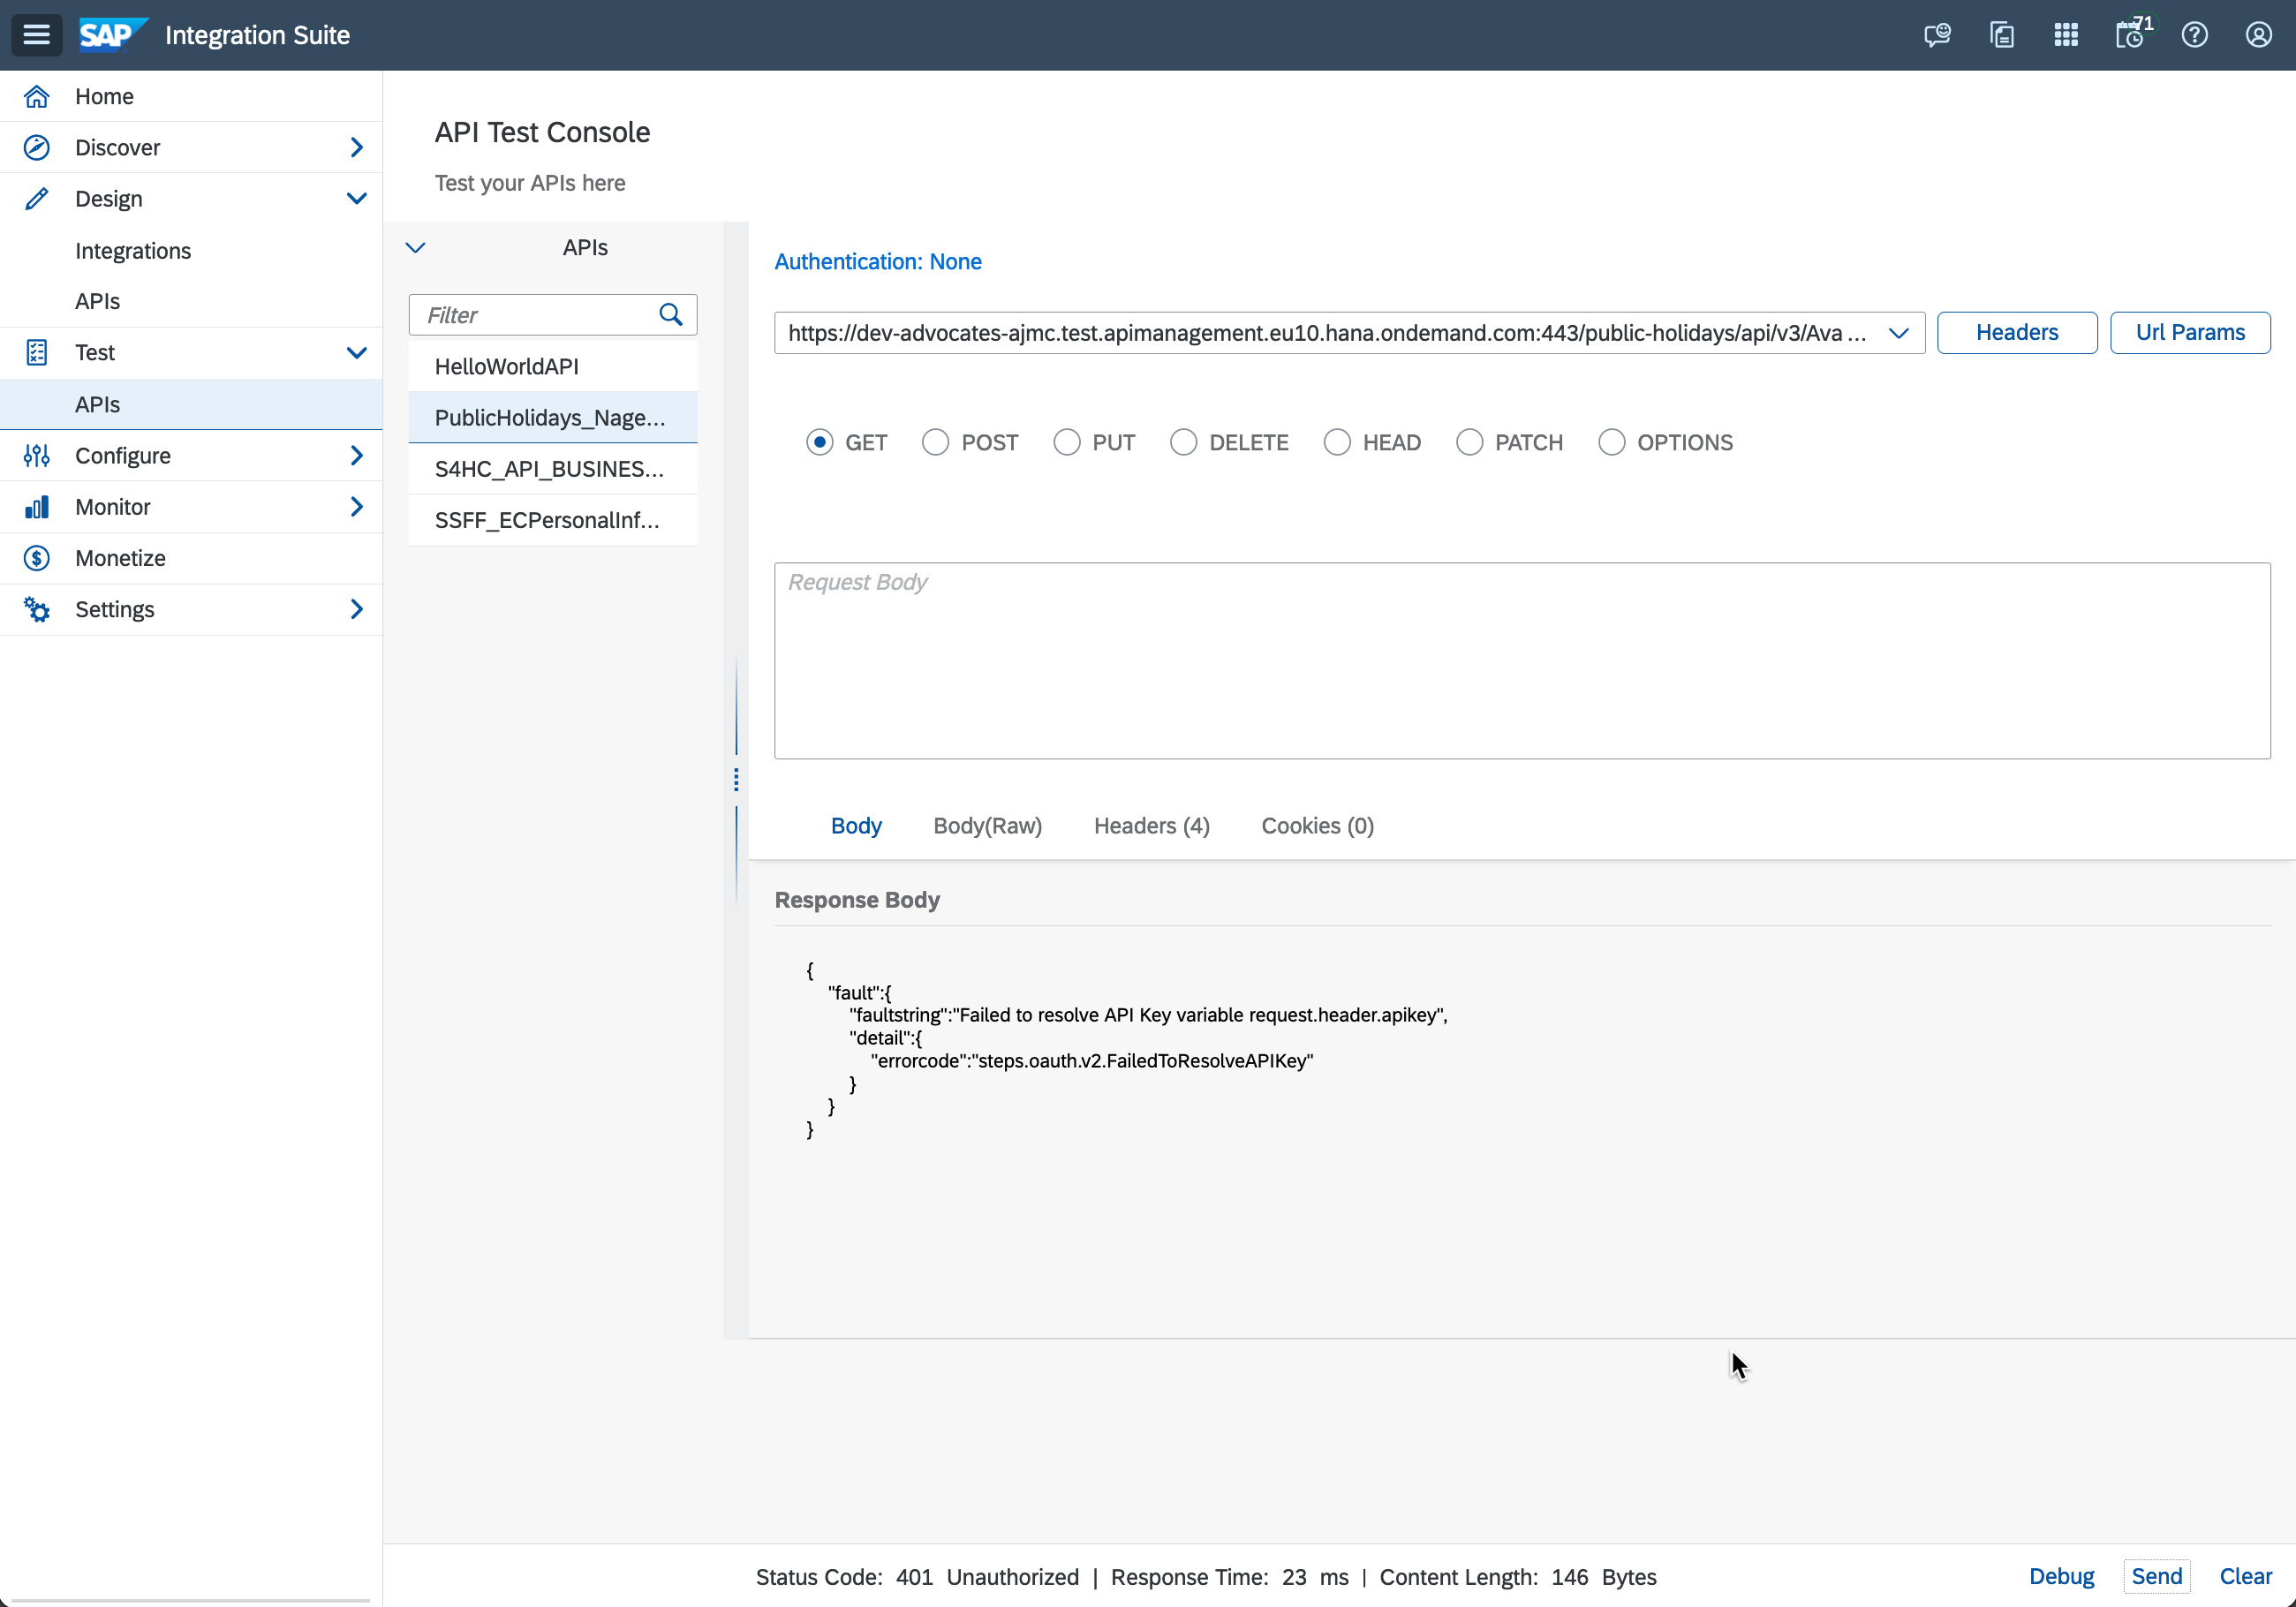 SAP Integration Suite
71
Home
Discover
Design
Integrations
APIs
Test
APIs
Configure
Monitor
Monetize
Settings
API Test Console
Test your APIs here
APIs
Filter
HelloWorldAPI
PublicHolidays_Nage...
S4HC_API_BUSINES...
SSFF_ECPersonalInf...
Authentication: None
https://dev-advocates-ajmc.test.apimanagement.eu10.hana.ondemand.com:443/public-holidays/api/v3/Ava ...
Headers
Url Params
GET POST PUT DELETE HEAD PATCH OPTIONS
Request Body
Body Body(Raw) Headers (4) Cookies (0)
Response Body
{
"fault":{
"faultstring":"Failed to resolve API Key variable request.header.apikey",
"detail":{
"errorcode":"steps.oauth.v2.FailedToResolveAPIKey"
}
}
}
Status Code: 401 Unauthorized | Response Time: 23 ms | Content Length: 146 Bytes
Debug Send Clear